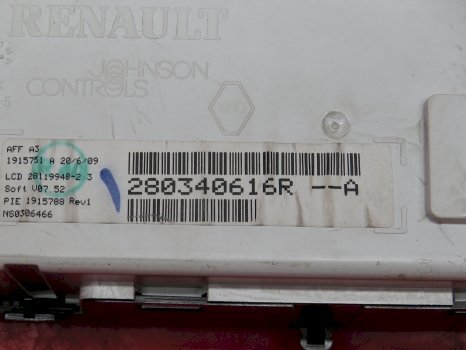 RENAULT
JOHNSON
CONTROLS
AFF A3
1915751 A 20/6/09
LCD 28119948-2 3
Soft V07.52
PIE 1915788 Rev1
NS0306466
280340616R --A